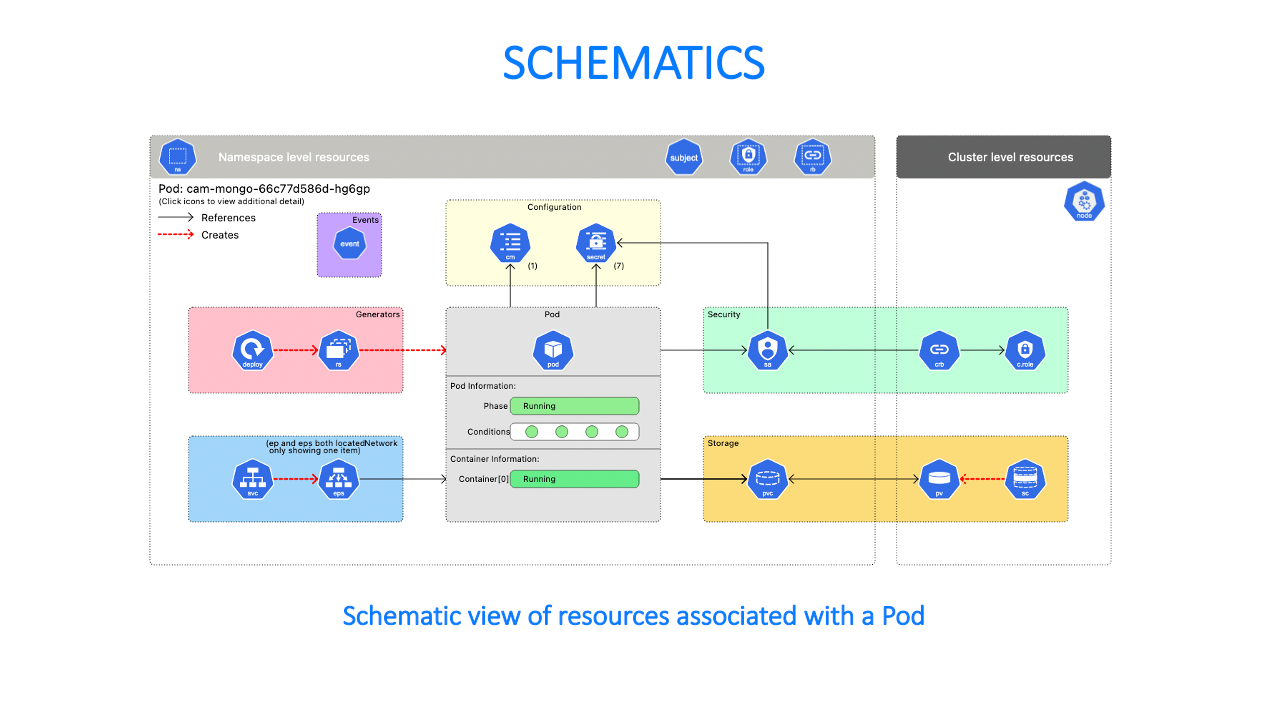 SCHEMATICS
ns
Namespace level resources
subject
role
rb
Cluster level resources
Pod: cam-mongo-66c77d586d-hg6gp
(Click icons to view additional detail)
References
Creates
node
Events
event
Configuration
cm
(1)
secret
(7)
Generators
deploy
rs
Pod
pod
Security
sa
crb
c.role
Pod Information:
Phase
Running
Conditions
(ep and eps both located
only showing one item)
Network
svc
eps
Container Information:
Container[0]
Running
Storage
pvc
pv
sc
Schematic view of resources associated with a Pod